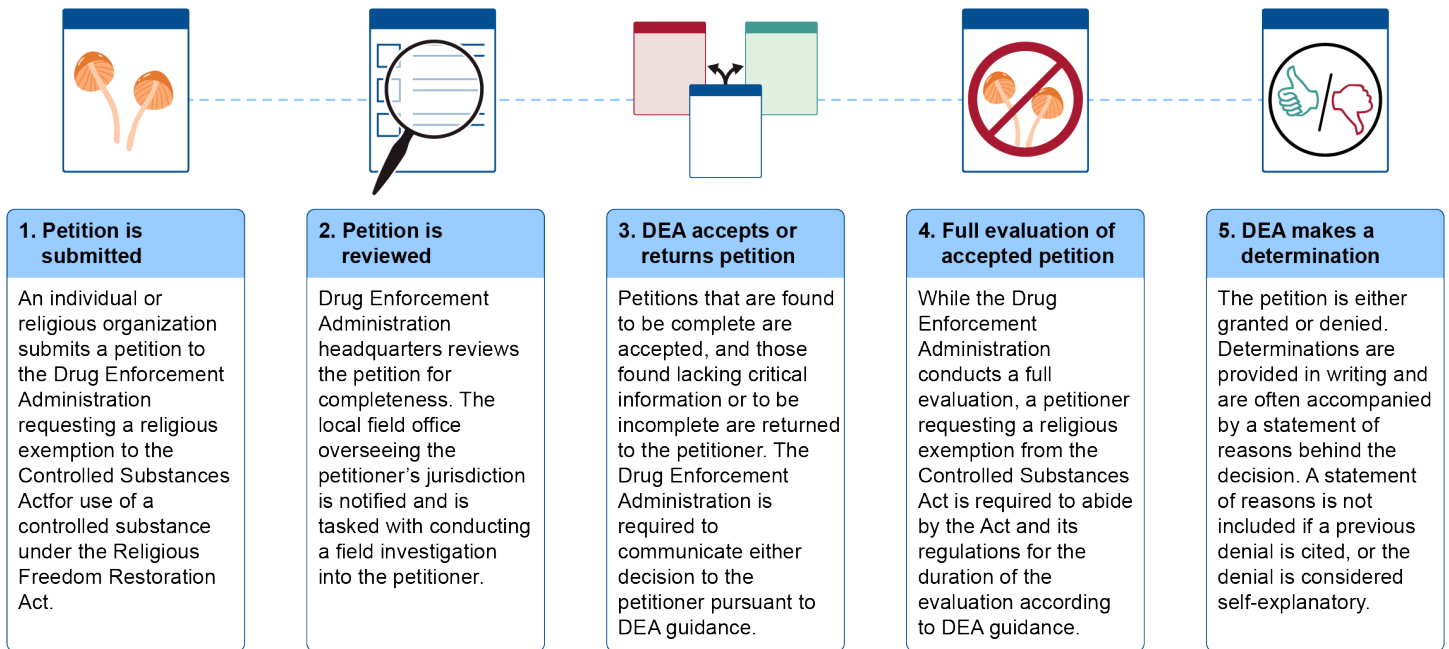 1. Petition is
submitted
An individual or
religious organization
submits a petition to
the Drug Enforcement
Administration
requesting a religious
exemption to the
Controlled Substances
Actfor use of a
controlled substance
under the Religious
Freedom Restoration
Act.
2. Petition is
reviewed
Drug Enforcement
Administration
headquarters reviews
the petition for
completeness. The
local field office
overseeing the
petitioner’s jurisdiction
is notified and is
tasked with conducting
a field investigation
into the petitioner.
3. DEA accepts or
returns petition
Petitions that are found
to be complete are
accepted, and those
found lacking critical
information or to be
incomplete are returned
to the petitioner. The
Drug Enforcement
Administration is
required to
communicate either
decision to the
petitioner pursuant to
DEA guidance.
4. Full evaluation of
accepted petition
While the Drug
Enforcement
Administration
conducts a full
evaluation, a petitioner
requesting a religious
exemption from the
Controlled Substances
Act is required to abide
by the Act and its
regulations for the
duration of the
evaluation according
to DEA guidance.
5. DEA makes a
determination
The petition is either
granted or denied.
Determinations are
provided in writing and
are often accompanied
by a statement of
reasons behind the
decision. A statement
of reasons is not
included if a previous
denial is cited, or the
denial is considered
self-explanatory.